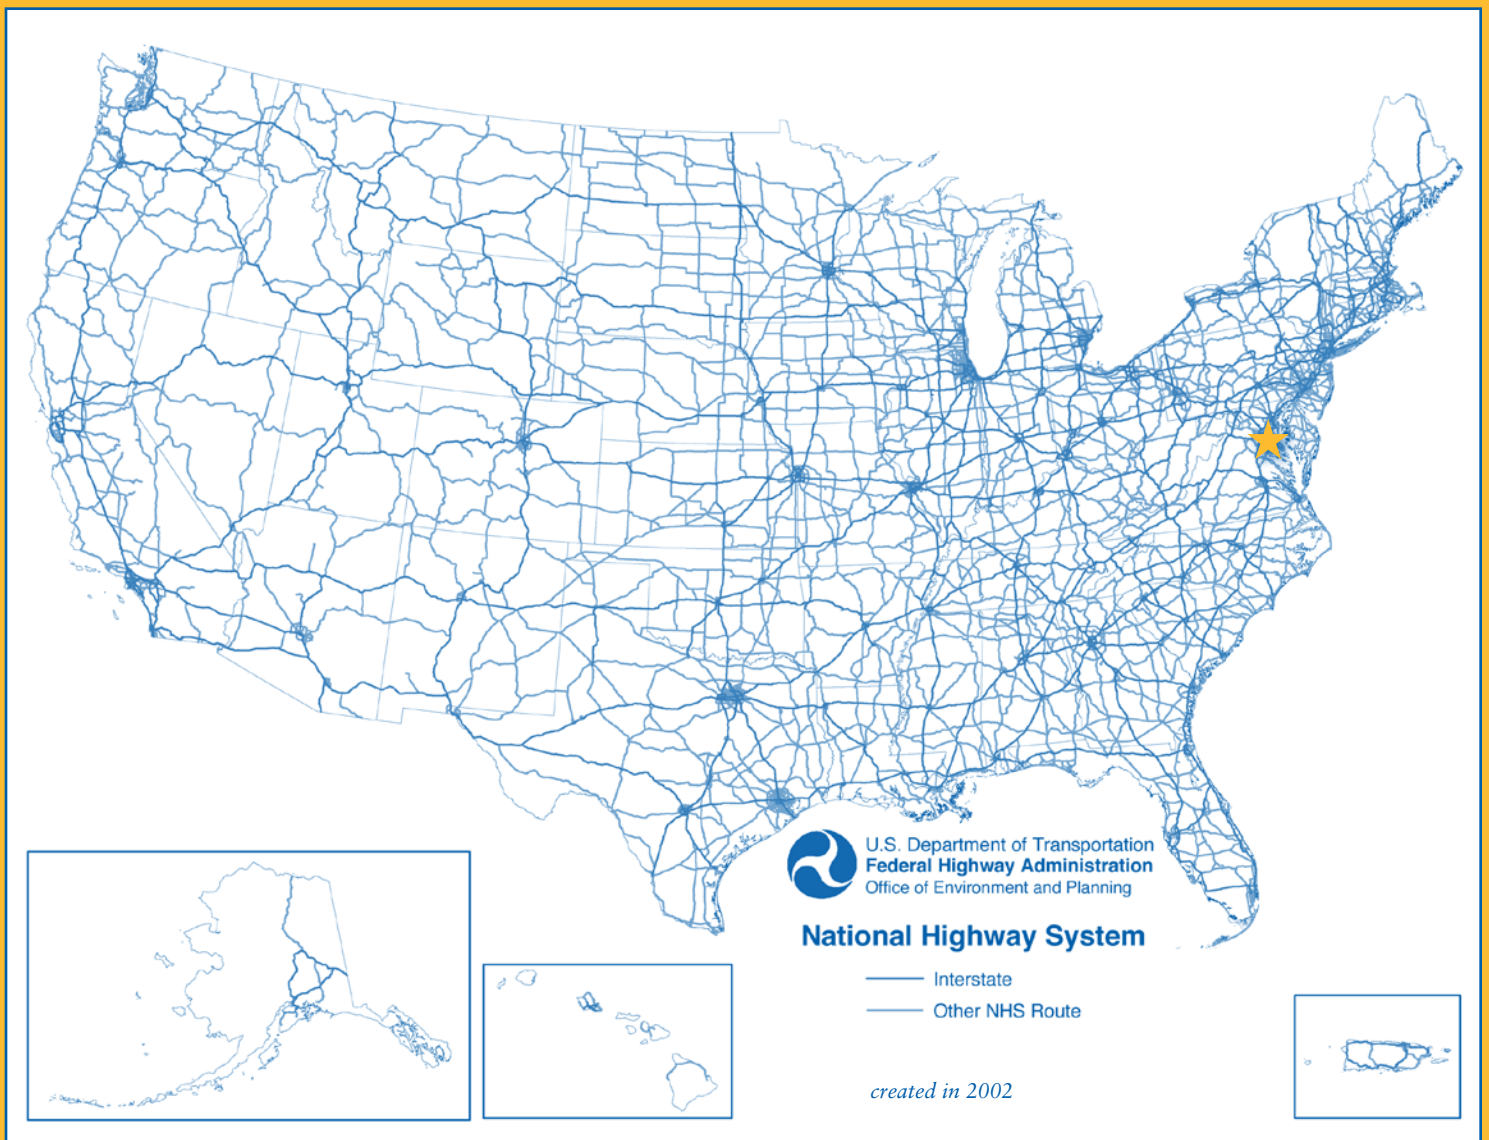 U.S. Department of Transportation
Federal Highway Administration
Office of Environment and Planning
National Highway System
Interstate
Other NHS Route
created in 2002